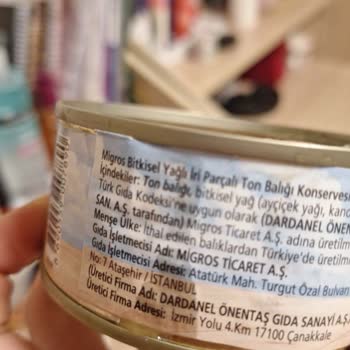 Migros Bitkisel Yağlı İri Parçalı Ton Balığı Konservesi
İçindekiler: Ton balığı, bitkisel yağ (ayçiçek yağı,
Türk Gıda Kodeksi'ne uygun olarak (DARDANEL ÖNENT
SAN. A.Ş. tarafından) Migros Ticaret A.Ş. adına üretilm
Menşe Ülke: İthal edilen balıklardan Türkiye'de üretilm
Gıda İşletmecisi Adı: MİGROS TİCARET A.Ş.
Gıda İşletmecisi Adresi: Atatürk Mah. Turgut Özal Bulvarı
No: 7 Ataşehir / İSTANBUL
(Üretici Firma Adı: DARDANEL ÖNENTAŞ GIDA SANAYİ A.Ş.
Üretici Firma Adresi: İzmir Yolu 4.Km 17100 Çanakkale